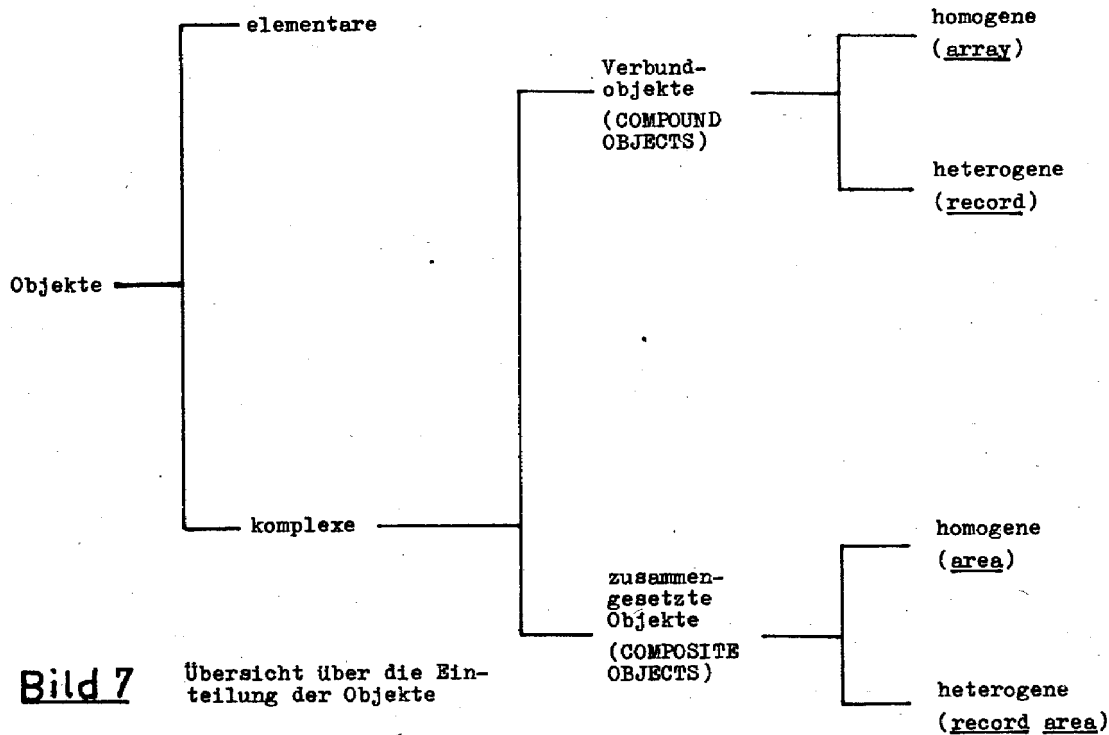 Objekte
elementare
komplexe
Verbund-
objekte
(COMPOUND
OBJECTS)
homogene
(array)
heterogene
(record)
zusammen-
gesetzte
Objekte
(COMPOSITE
OBJECTS)
homogene
(area)
heterogene
(record area)
Bild 7 Übersicht über die Ein-
teilung der Objekte